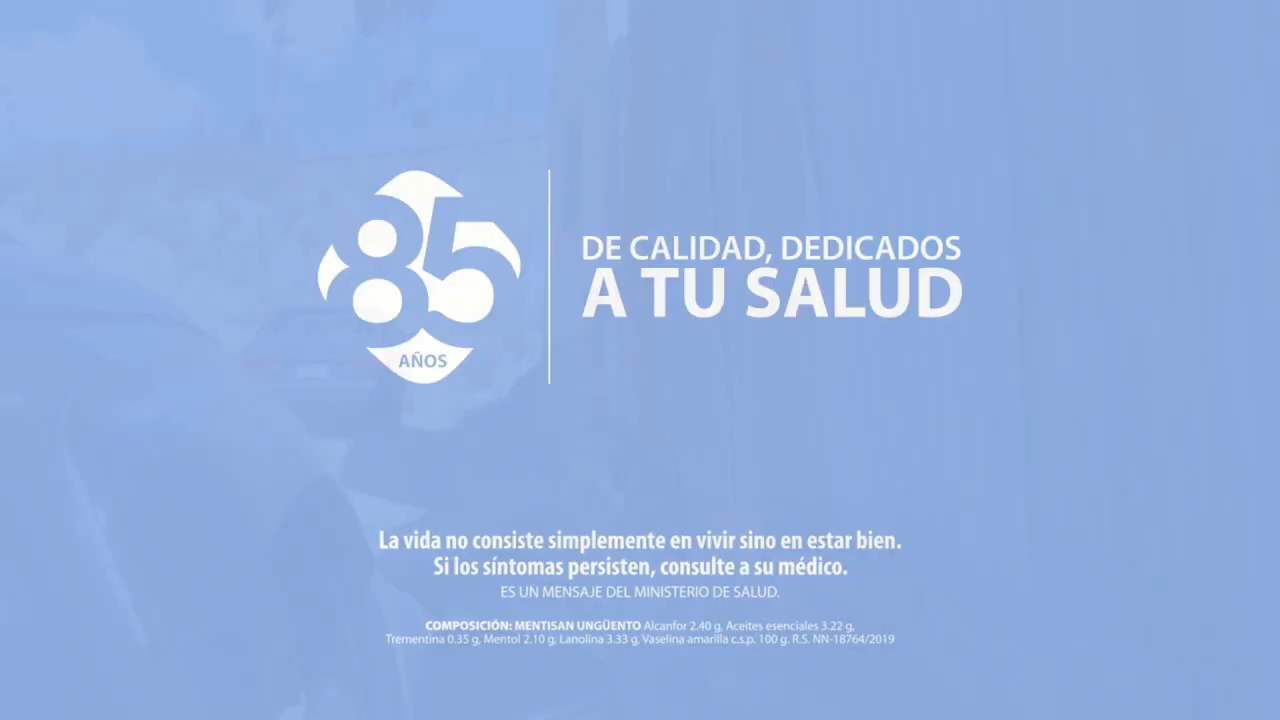 85
AÑOS
DE CALIDAD, DEDICADOS
A TU SALUD
La vida no consiste simplemente en vivir sino en estar bien.
Si los síntomas persisten, consulte a su médico.
ES UN MENSAJE DEL MINISTERIO DE SALUD.
COMPOSICIÓN: MENTISAN UNGÜENTO Alcanfor 2.40 g, Aceites esenciales 3.22 g,
Trementina 0.35 g, Mentol 2.10 g, Lanolina 3.33 g, Vaselina amarilla c.s.p. 100 g. R.S. NN-18764/2019